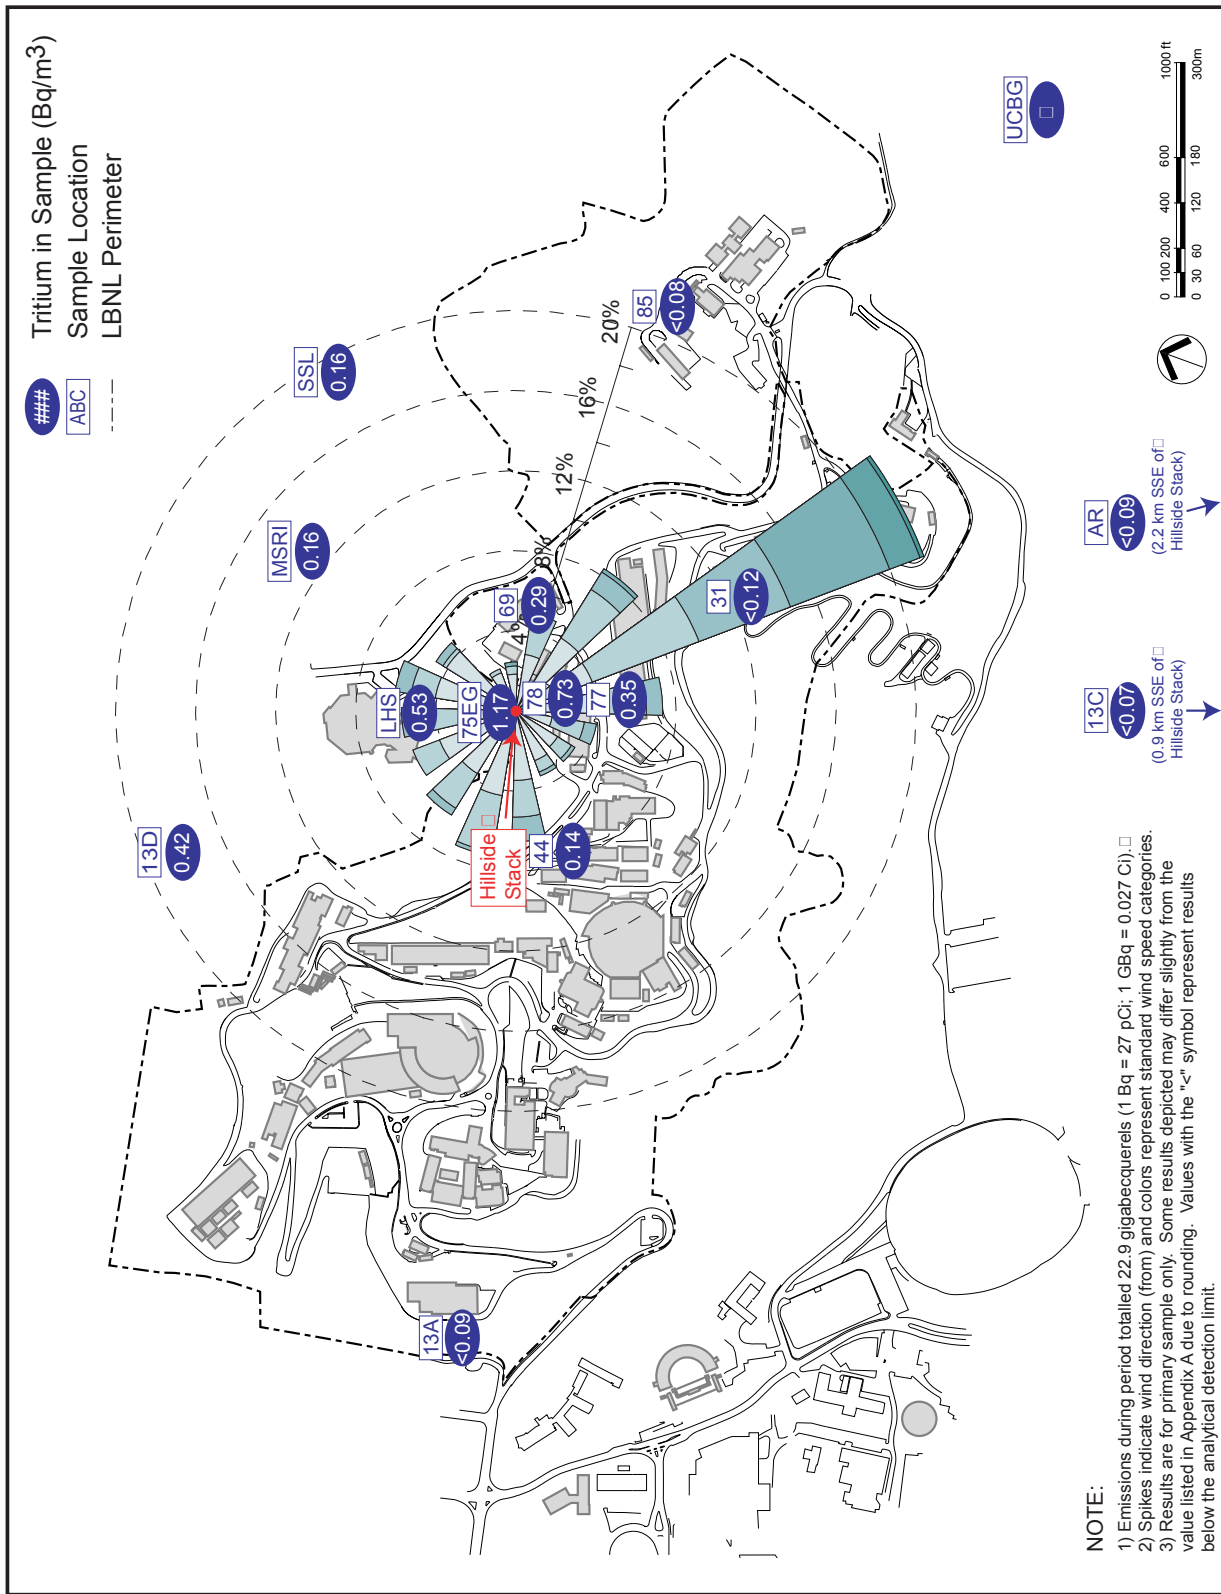 ### Tritium in Sample (Bq/m3)
ABC Sample Location
LBNL Perimeter
UCBG
SSL
0.16
MSRI
0.16
13D
0.42
85
<0.08
20%
16%
12%
8%
4%
69
0.29
LHS
0.53
75EG
1.17
78
0.73
77
0.35
31
<0.12
44
0.14
Hillside
Stack
13A
<0.09
13C
<0.07
(0.9 km SSE of
Hillside Stack)
AR
<0.09
(2.2 km SSE of
Hillside Stack)
0 100 200 400 600 1000 ft
0 30 60 120 180 300m
NOTE:
1) Emissions during period totalled 22.9 gigabecquerels (1 Bq = 27 pCi; 1 GBq = 0.027 Ci).
2) Spikes indicate wind direction (from) and colors represent standard wind speed categories.
3) Results are for primary sample only. Some results depicted may differ slightly from the
value listed in Appendix A due to rounding. Values with the "<" symbol represent results
below the analytical detection limit.